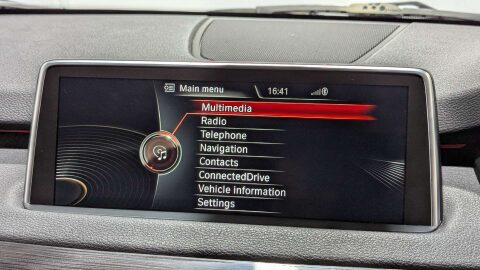 Main menu 16:41
Multimedia
Radio
Telephone
Navigation
Contacts
ConnectedDrive
Vehicle information
Settings